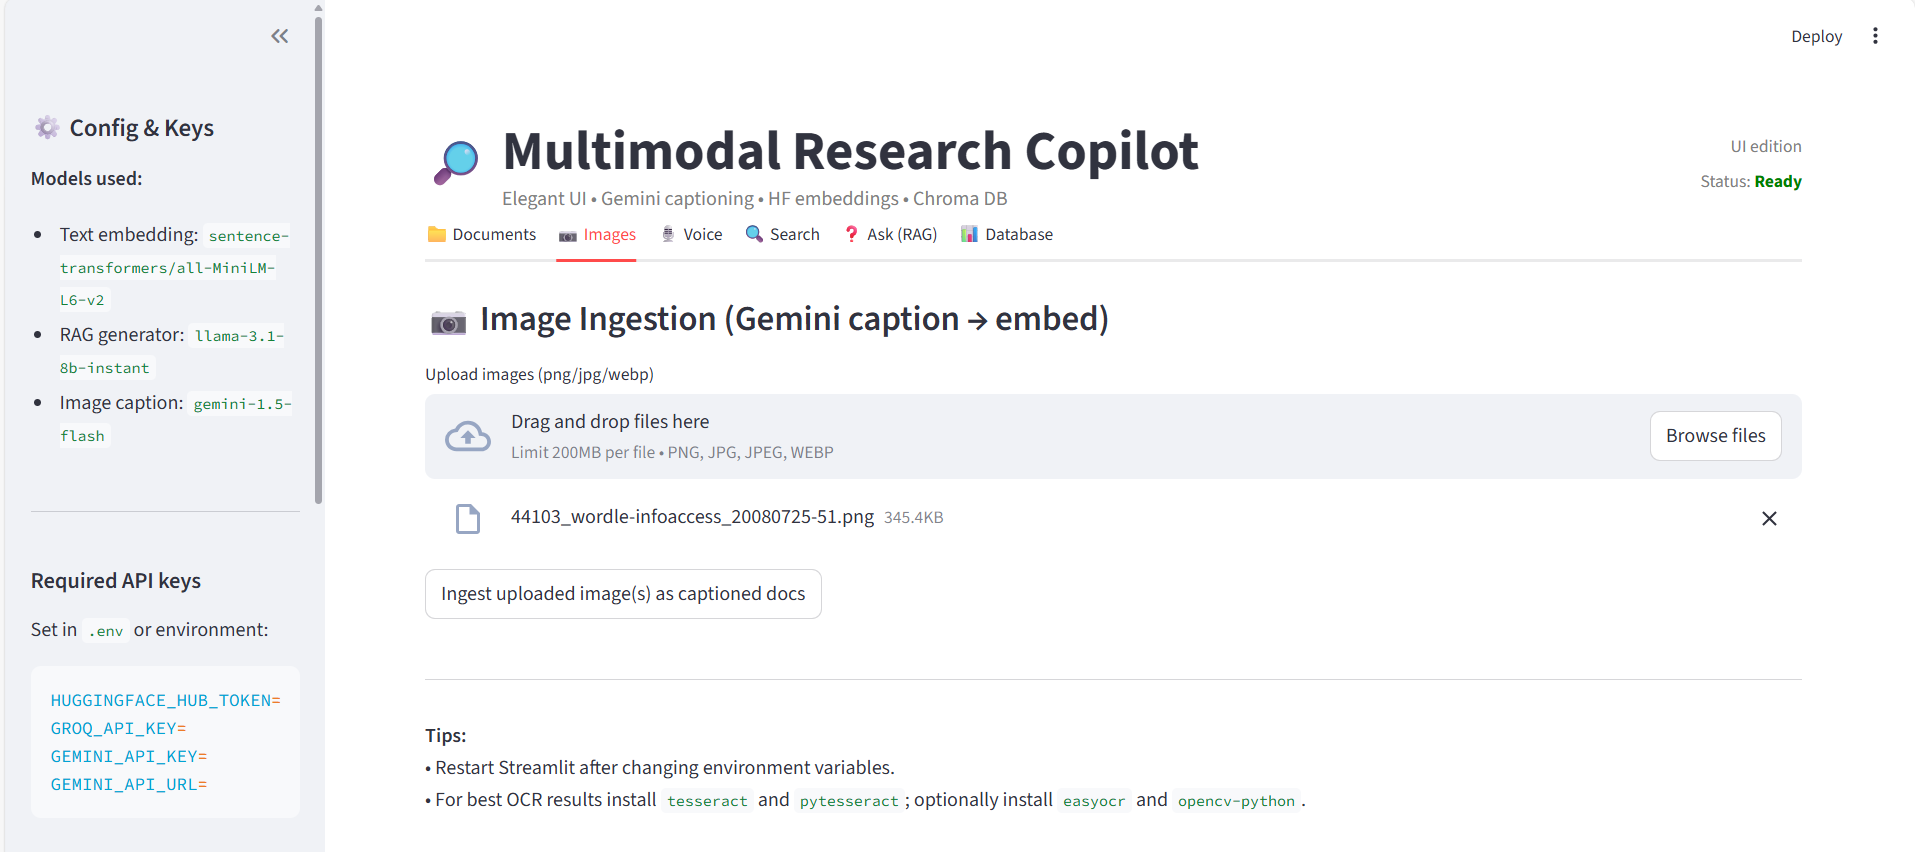 Deploy
Config & Keys
Models used:
• Text embedding: sentence-
transformers/all-MiniLM-
L6-v2
• RAG generator: llama-3.1-
8b-instant
• Image caption: gemini-1.5-
flash
Required API keys
Set in .env or environment:
HUGGINGFACE_HUB_TOKEN=
GROQ_API_KEY=
GEMINI_API_KEY=
GEMINI_API_URL=
Multimodal Research Copilot
Elegant UI • Gemini captioning • HF embeddings • Chroma DB
UI edition
Status: Ready
Documents Images Voice Search Ask (RAG) Database
Image Ingestion (Gemini caption → embed)
Upload images (png/jpg/webp)
Drag and drop files here
Limit 200MB per file • PNG, JPG, JPEG, WEBP
Browse files
44103_wordle-infoaccess_20080725-51.png 345.4KB
Ingest uploaded image(s) as captioned docs
Tips:
• Restart Streamlit after changing environment variables.
• For best OCR results install tesseract and pytesseract ; optionally install easyocr and opencv-python .